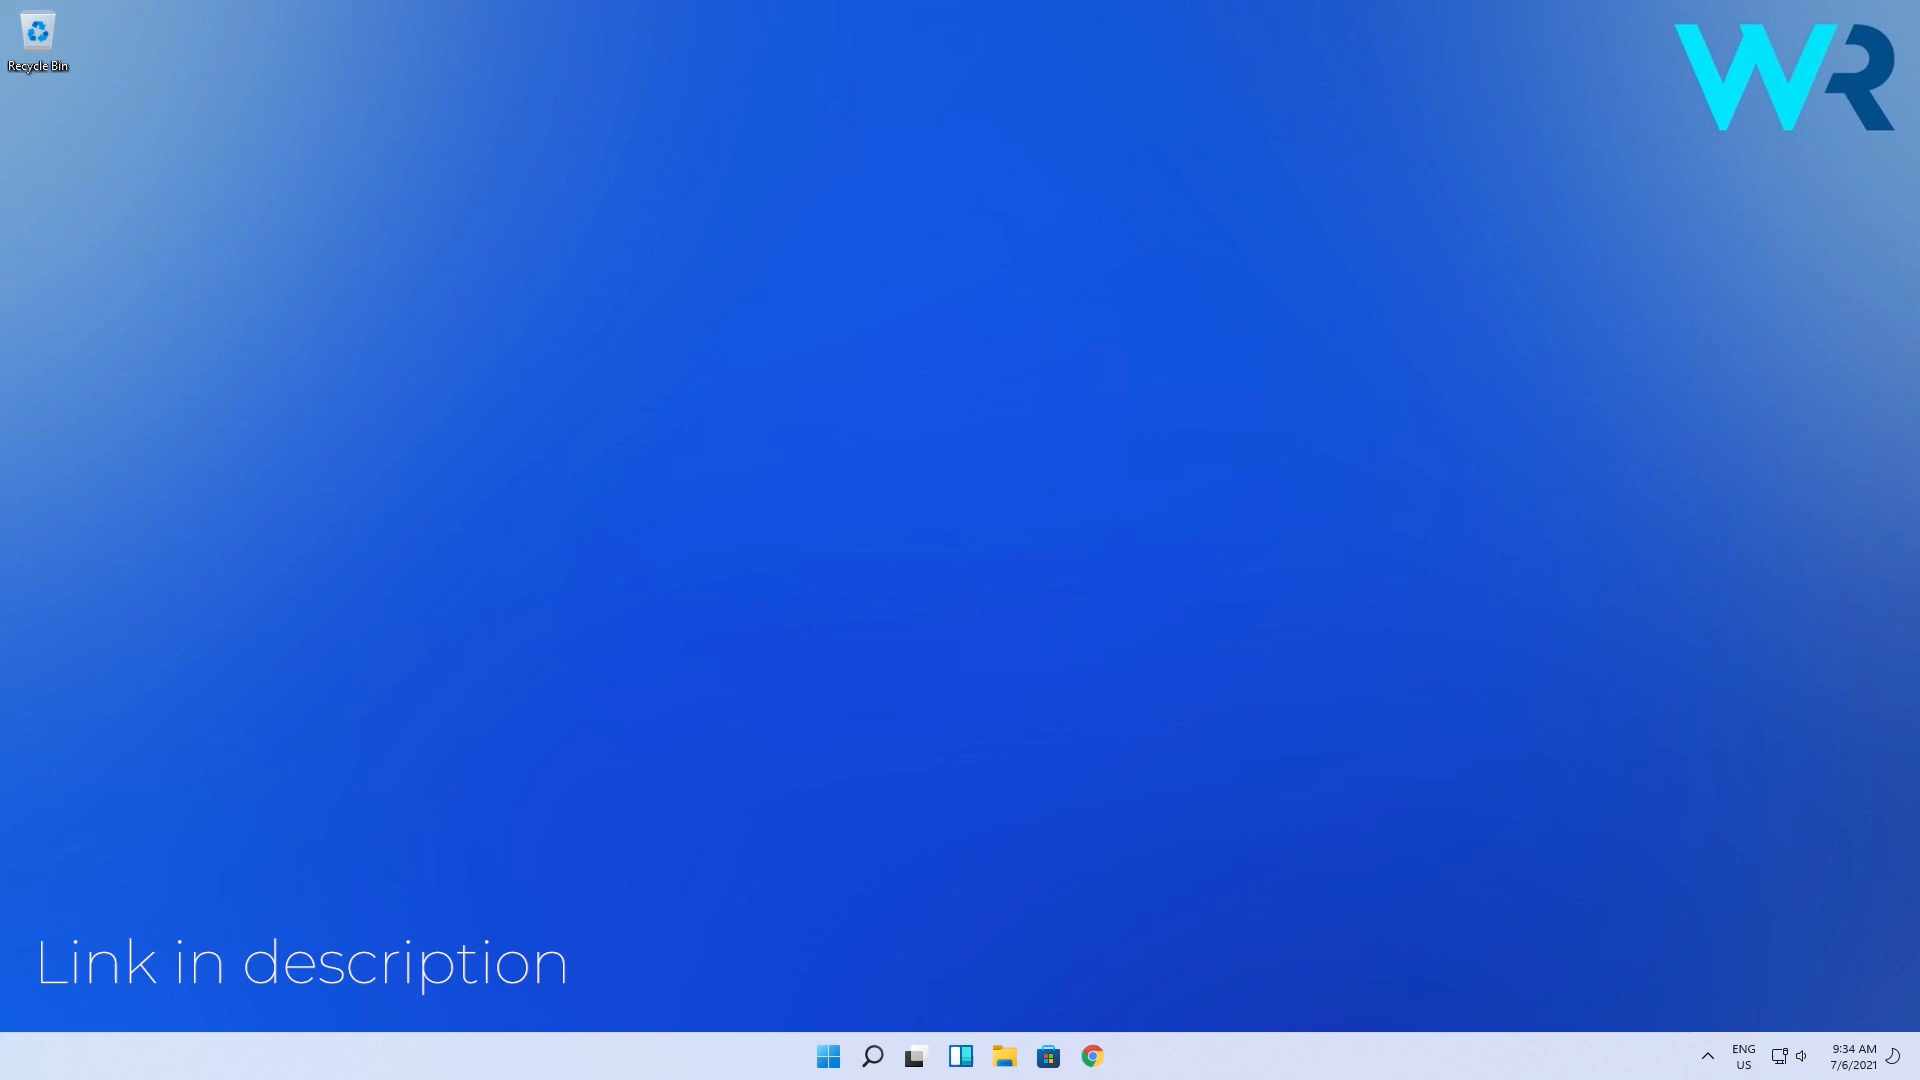 Recycle Bin
WR
Link in description
ENG
US
9:34 AM
7/6/2021